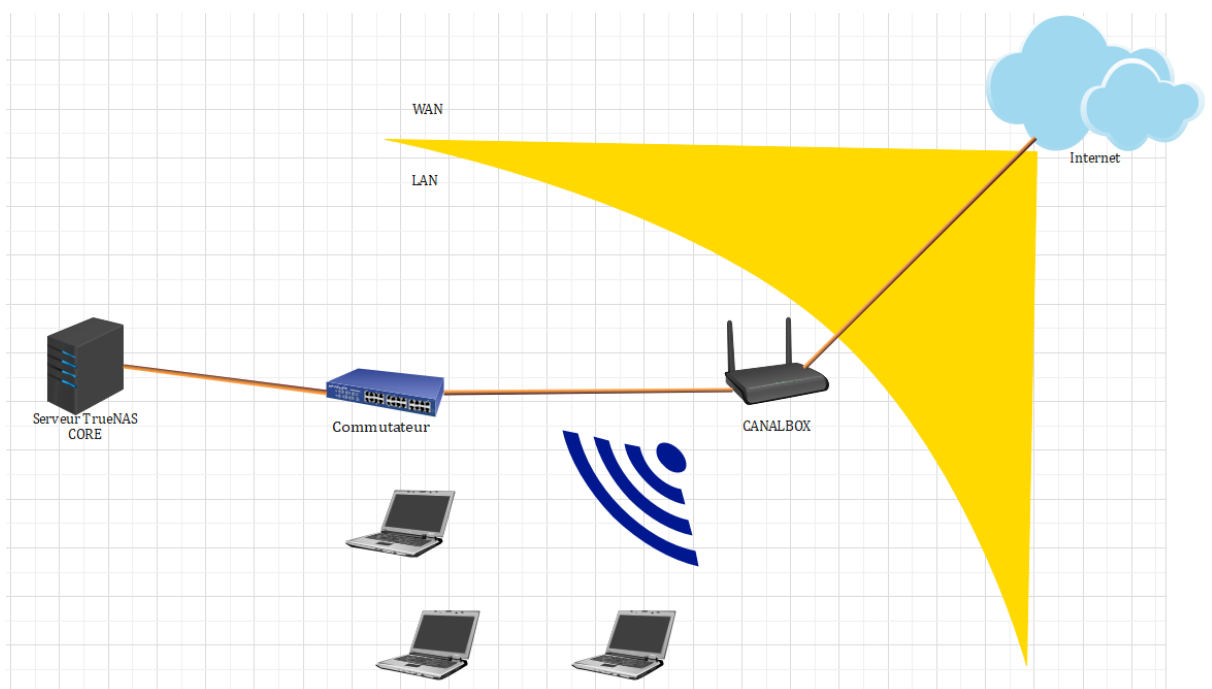 WAN
Internet
LAN
Serveur TrueNAS
CORE
Commutateur
CANALBOX